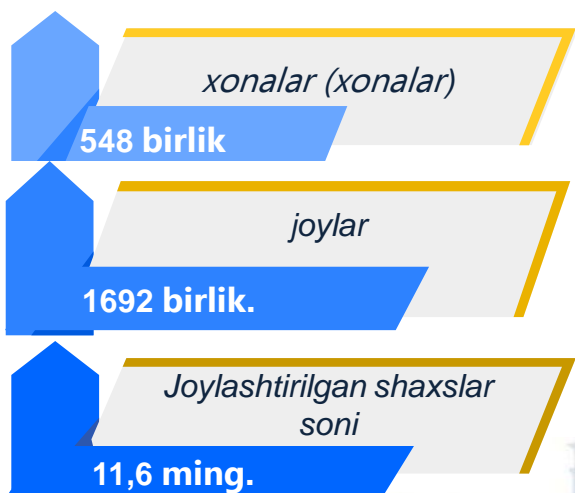 xonalar (xonalar)
548 birlik
joylar
1692 birlik.
Joylashtirilgan shaxslar
soni
11,6 ming.